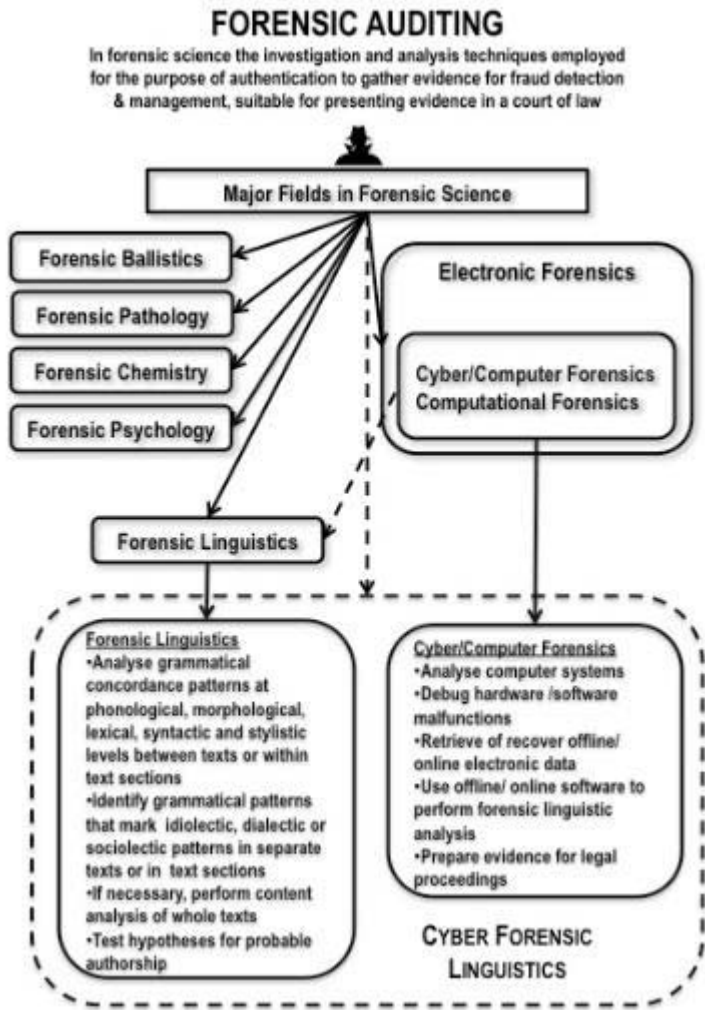 FORENSIC AUDITING
In forensic science the investigation and analysis techniques employed
for the purpose of authentication to gather evidence for fraud detection
& management, suitable for presenting evidence in a court of law
Major Fields in Forensic Science
Forensic Ballistics
Forensic Pathology
Forensic Chemistry
Forensic Psychology
Electronic Forensics
Cyber/Computer Forensics
Computational Forensics
Forensic Linguistics
Forensic Linguistics
•Analyse grammatical
concordance patterns at
phonological, morphological,
lexical, syntactic and stylistic
levels between texts or within
text sections
•Identify grammatical patterns
that mark idiolectic, dialectic or
sociolectic patterns in separate
texts or in text sections
•If necessary, perform content
analysis of whole texts
•Test hypotheses for probable
authorship
Cyber/Computer Forensics
•Analyse computer systems
•Debug hardware /software
malfunctions
•Retrieve of recover offline/
online electronic data
•Use offline/ online software to
perform forensic linguistic
analysis
•Prepare evidence for legal
proceedings
CYBER FORENSIC
LINGUISTICS